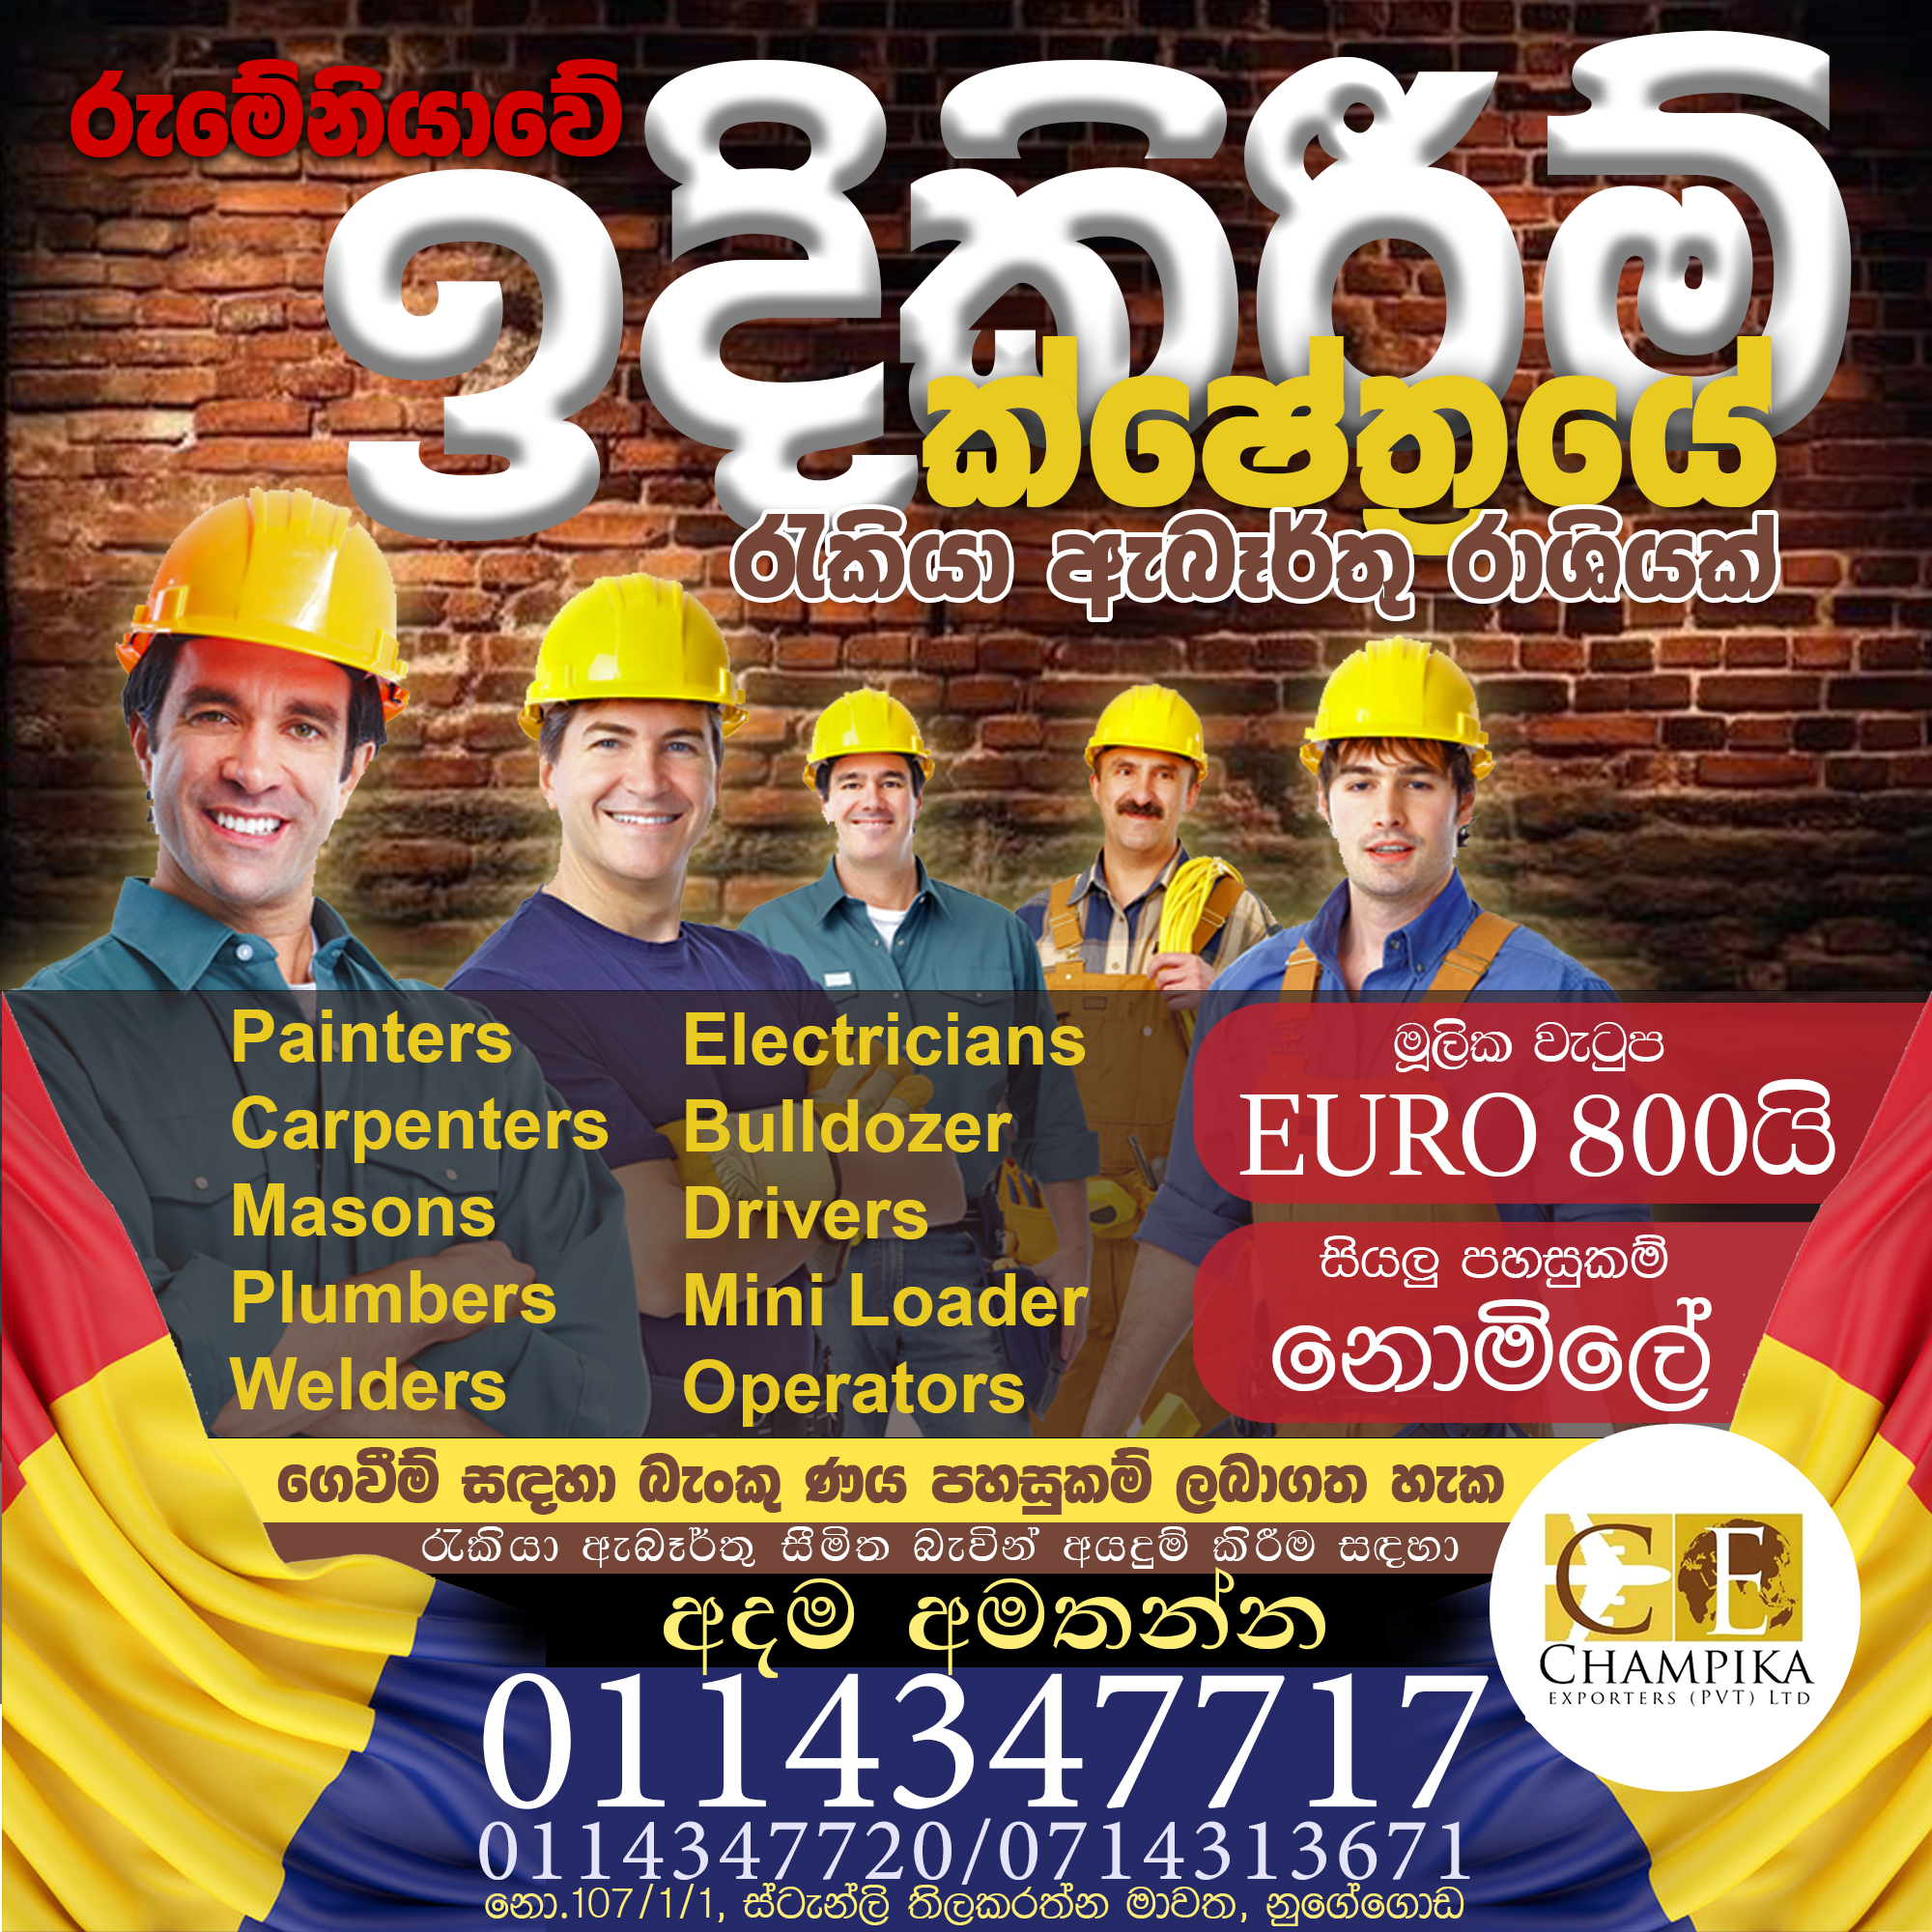 රුමේනියාවේ
ඉදිකිරීම්
ක්ෂේත්‍රයේ
රැකියා ඇබෑර්තු රාශියක්
Painters
Carpenters
Masons
Plumbers
Welders
Electricians
Bulldozer
Drivers
Mini Loader
Operators
මූලික වැටුප
EURO 800යි
සියලු පහසුකම්
නොමිලේ
ගෙවීම් සඳහා බැංකු ණය පහසුකම් ලබාගත හැක
රැකියා ඇබෑර්තු සීමිත බැවින් අයදුම් කිරීම සඳහා
අදම අමතන්න
0114347717
0114347720/0714313671
නො.107/1/1, ස්ටැන්ලි තිලකරත්න මාවත, නුගේගොඩ
CE
CHAMPIKA
EXPORTERS (PVT) LTD